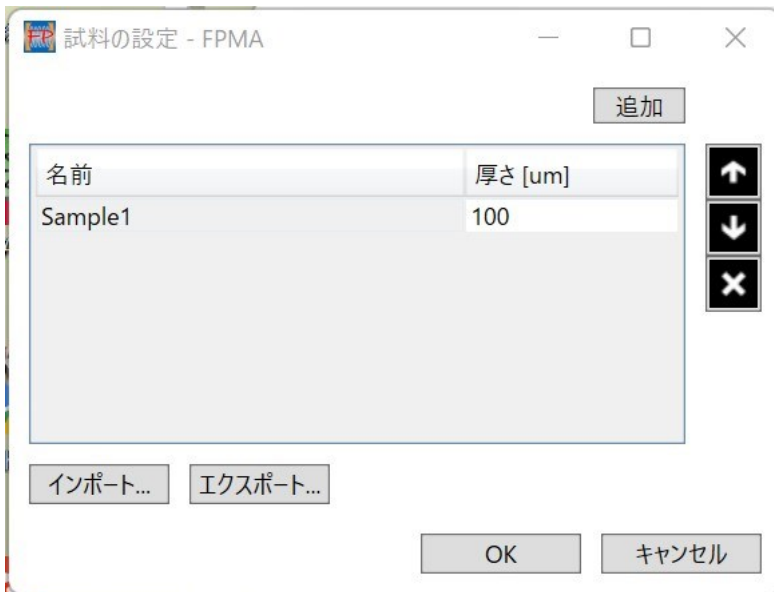 FP 試料の設定 - FPMA
追加
名前 厚さ [um]
Sample1 100
インポート... エクスポート...
OK キャンセル